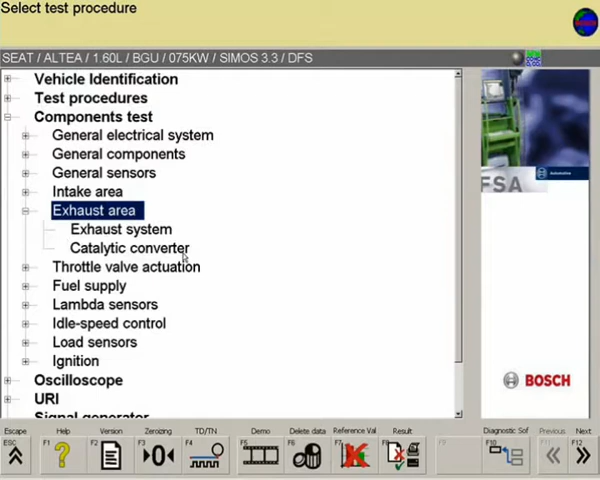 Select test procedure
SEAT / ALTEA / 1.60L / BGU / 075KW / SIMOS 3.3 / DFS
Vehicle Identification
Test procedures
Components test
General electrical system
General components
General sensors
Intake area
Exhaust area
Exhaust system
Catalytic converter
Throttle valve actuation
Fuel supply
Lambda sensors
Idle-speed control
Load sensors
Ignition
Oscilloscope
URI
Signal generator
FSA
BOSCH
Escape Help Version Zeroizing TD/TN Demo Delete data Reference Val Result Diagnostic Sof Previous Next
ESC F1 F2 F3 F4 F5 F6 F7 F8 F9 F10 F11 F12